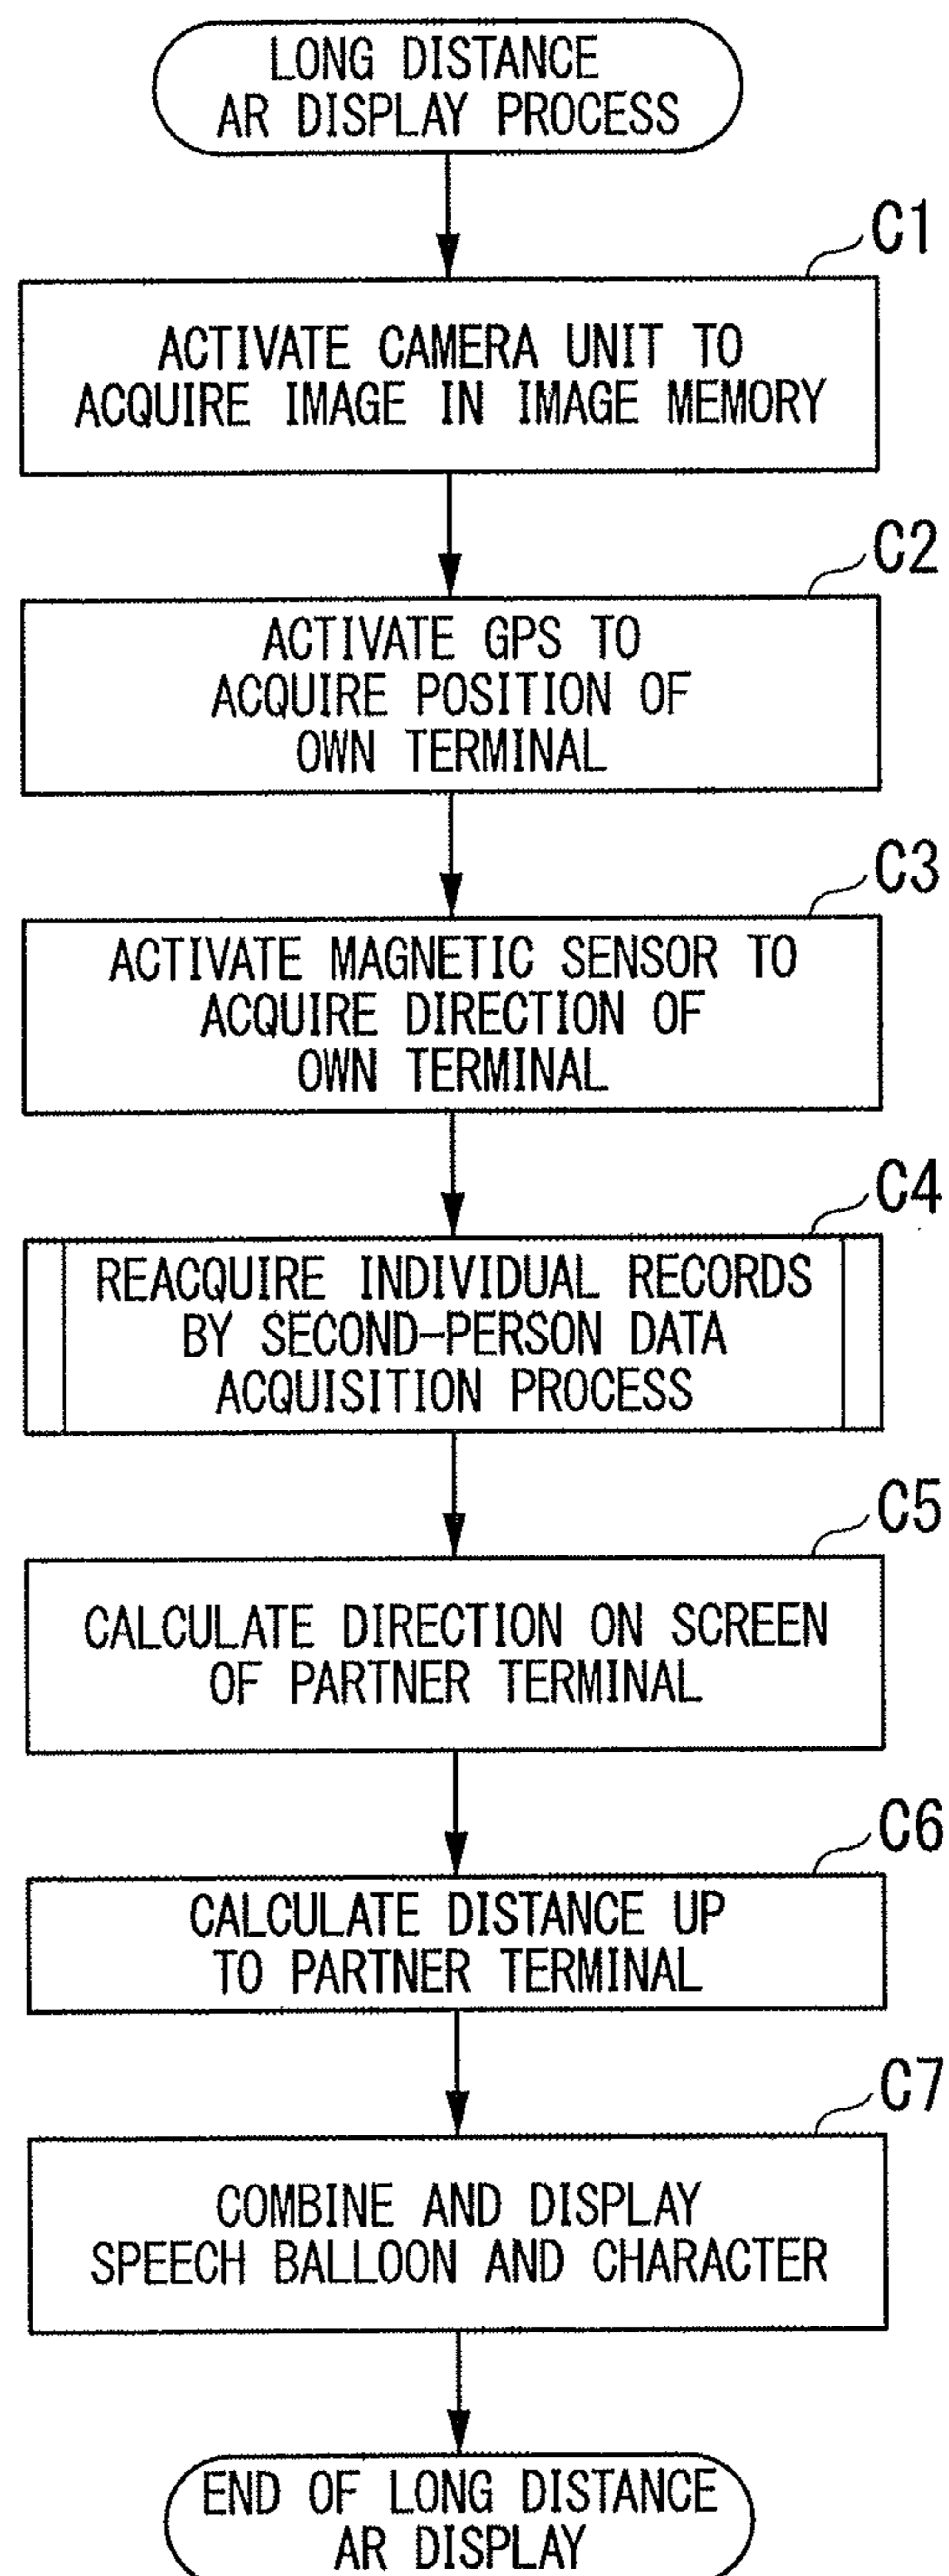 LONG DISTANCE
AR DISPLAY PROCESS
C1
ACTIVATE CAMERA UNIT TO
ACQUIRE IMAGE IN IMAGE MEMORY
C2
ACTIVATE GPS TO
ACQUIRE POSITION OF
OWN TERMINAL
C3
ACTIVATE MAGNETIC SENSOR TO
ACQUIRE DIRECTION OF
OWN TERMINAL
C4
REACQUIRE INDIVIDUAL RECORDS
BY SECOND-PERSON DATA
ACQUISITION PROCESS
C5
CALCULATE DIRECTION ON SCREEN
OF PARTNER TERMINAL
C6
CALCULATE DISTANCE UP
TO PARTNER TERMINAL
C7
COMBINE AND DISPLAY
SPEECH BALLOON AND CHARACTER
END OF LONG DISTANCE
AR DISPLAY